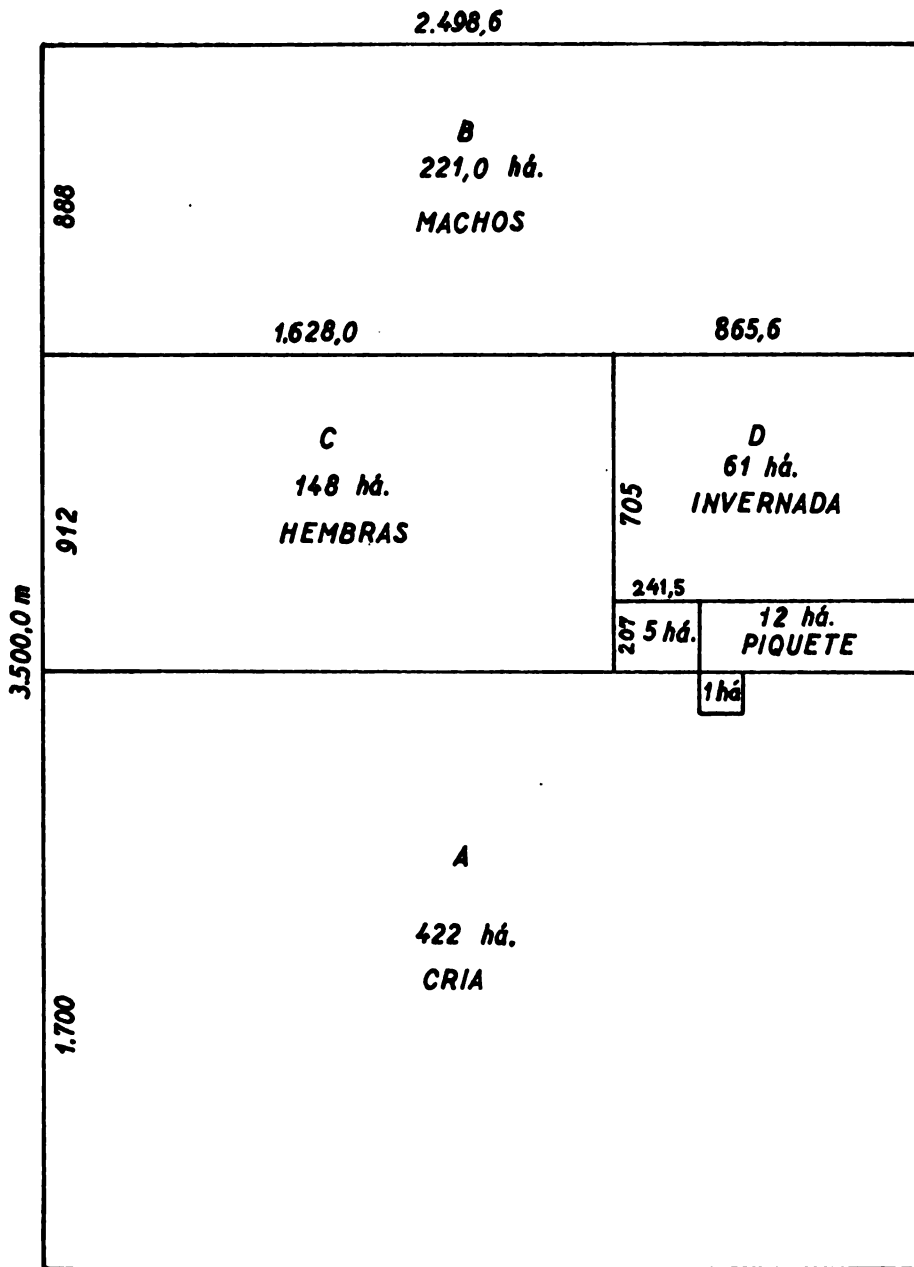 2.498,6
B
221,0 há.
MACHOS
888
1.628,0
865,6
C
148 há.
HEMBRAS
912
D
61 há.
INVERNADA
705
241,5
207
5 há.
12 há.
PIQUETE
3.500,0 m
1 há
A
422 há.
CRIA
1.700